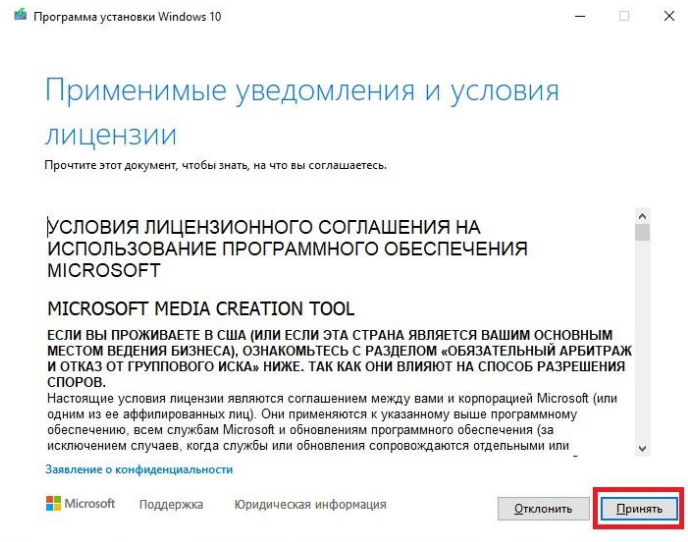 Программа установки Windows 10
Применимые уведомления и условия
лицензии
Прочтите этот документ, чтобы знать, на что вы соглашаетесь.
УСЛОВИЯ ЛИЦЕНЗИОННОГО СОГЛАШЕНИЯ НА
ИСПОЛЬЗОВАНИЕ ПРОГРАММНОГО ОБЕСПЕЧЕНИЯ
MICROSOFT
MICROSOFT MEDIA CREATION TOOL
ЕСЛИ ВЫ ПРОЖИВАЕТЕ В США (ИЛИ ЕСЛИ ЭТА СТРАНА ЯВЛЯЕТСЯ ВАШИМ ОСНОВНЫМ
МЕСТОМ ВЕДЕНИЯ БИЗНЕСА), ОЗНАКОМЬТЕСЬ С РАЗДЕЛОМ «ОБЯЗАТЕЛЬНЫЙ АРБИТРАЖ
И ОТКАЗ ОТ ГРУППОВОГО ИСКА» НИЖЕ. ТАК КАК ОНИ ВЛИЯЮТ НА СПОСОБ РАЗРЕШЕНИЯ
СПОРОВ.
Настоящие условия лицензии являются соглашением между вами и корпорацией Microsoft (или
одним из ее аффилированных лиц). Они применяются к указанному выше программному
обеспечению, всем службам Microsoft и обновлениям программного обеспечения (за
исключением случаев, когда службы или обновления сопровождаются отдельными или
Заявление о конфиденциальности
Microsoft Поддержка Юридическая информация Отклонить Принять